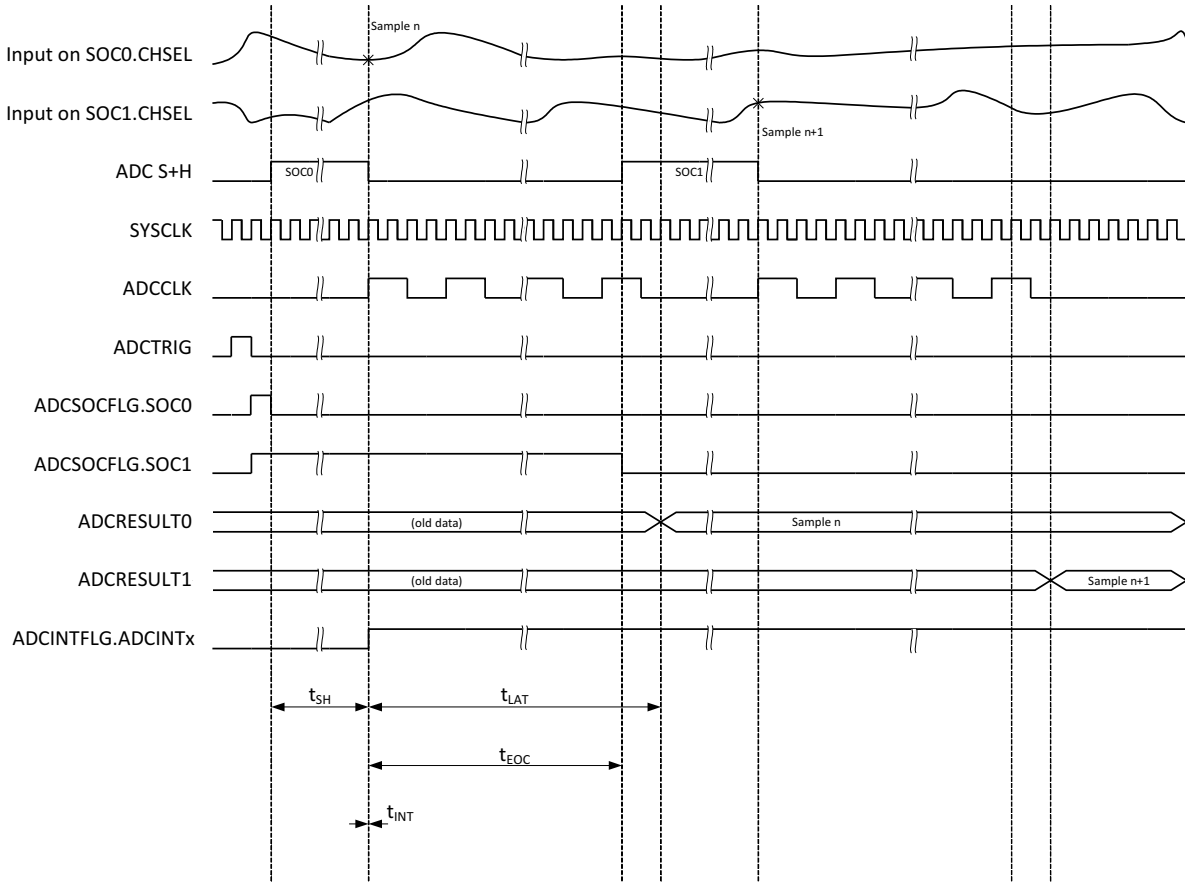 Sample n
Input on SOC0.CHSEL
Input on SOC1.CHSEL
Sample n+1
ADC S+H
SOC0
SOC1
SYSCLK
ADCCLK
ADCTRIG
ADCSOCFLG.SOC0
ADCSOCFLG.SOC1
ADCRESULT0
(old data)
Sample n
ADCRESULT1
(old data)
Sample n+1
ADCINTFLG.ADCINTx
tSH
tLAT
tEOC
tINT